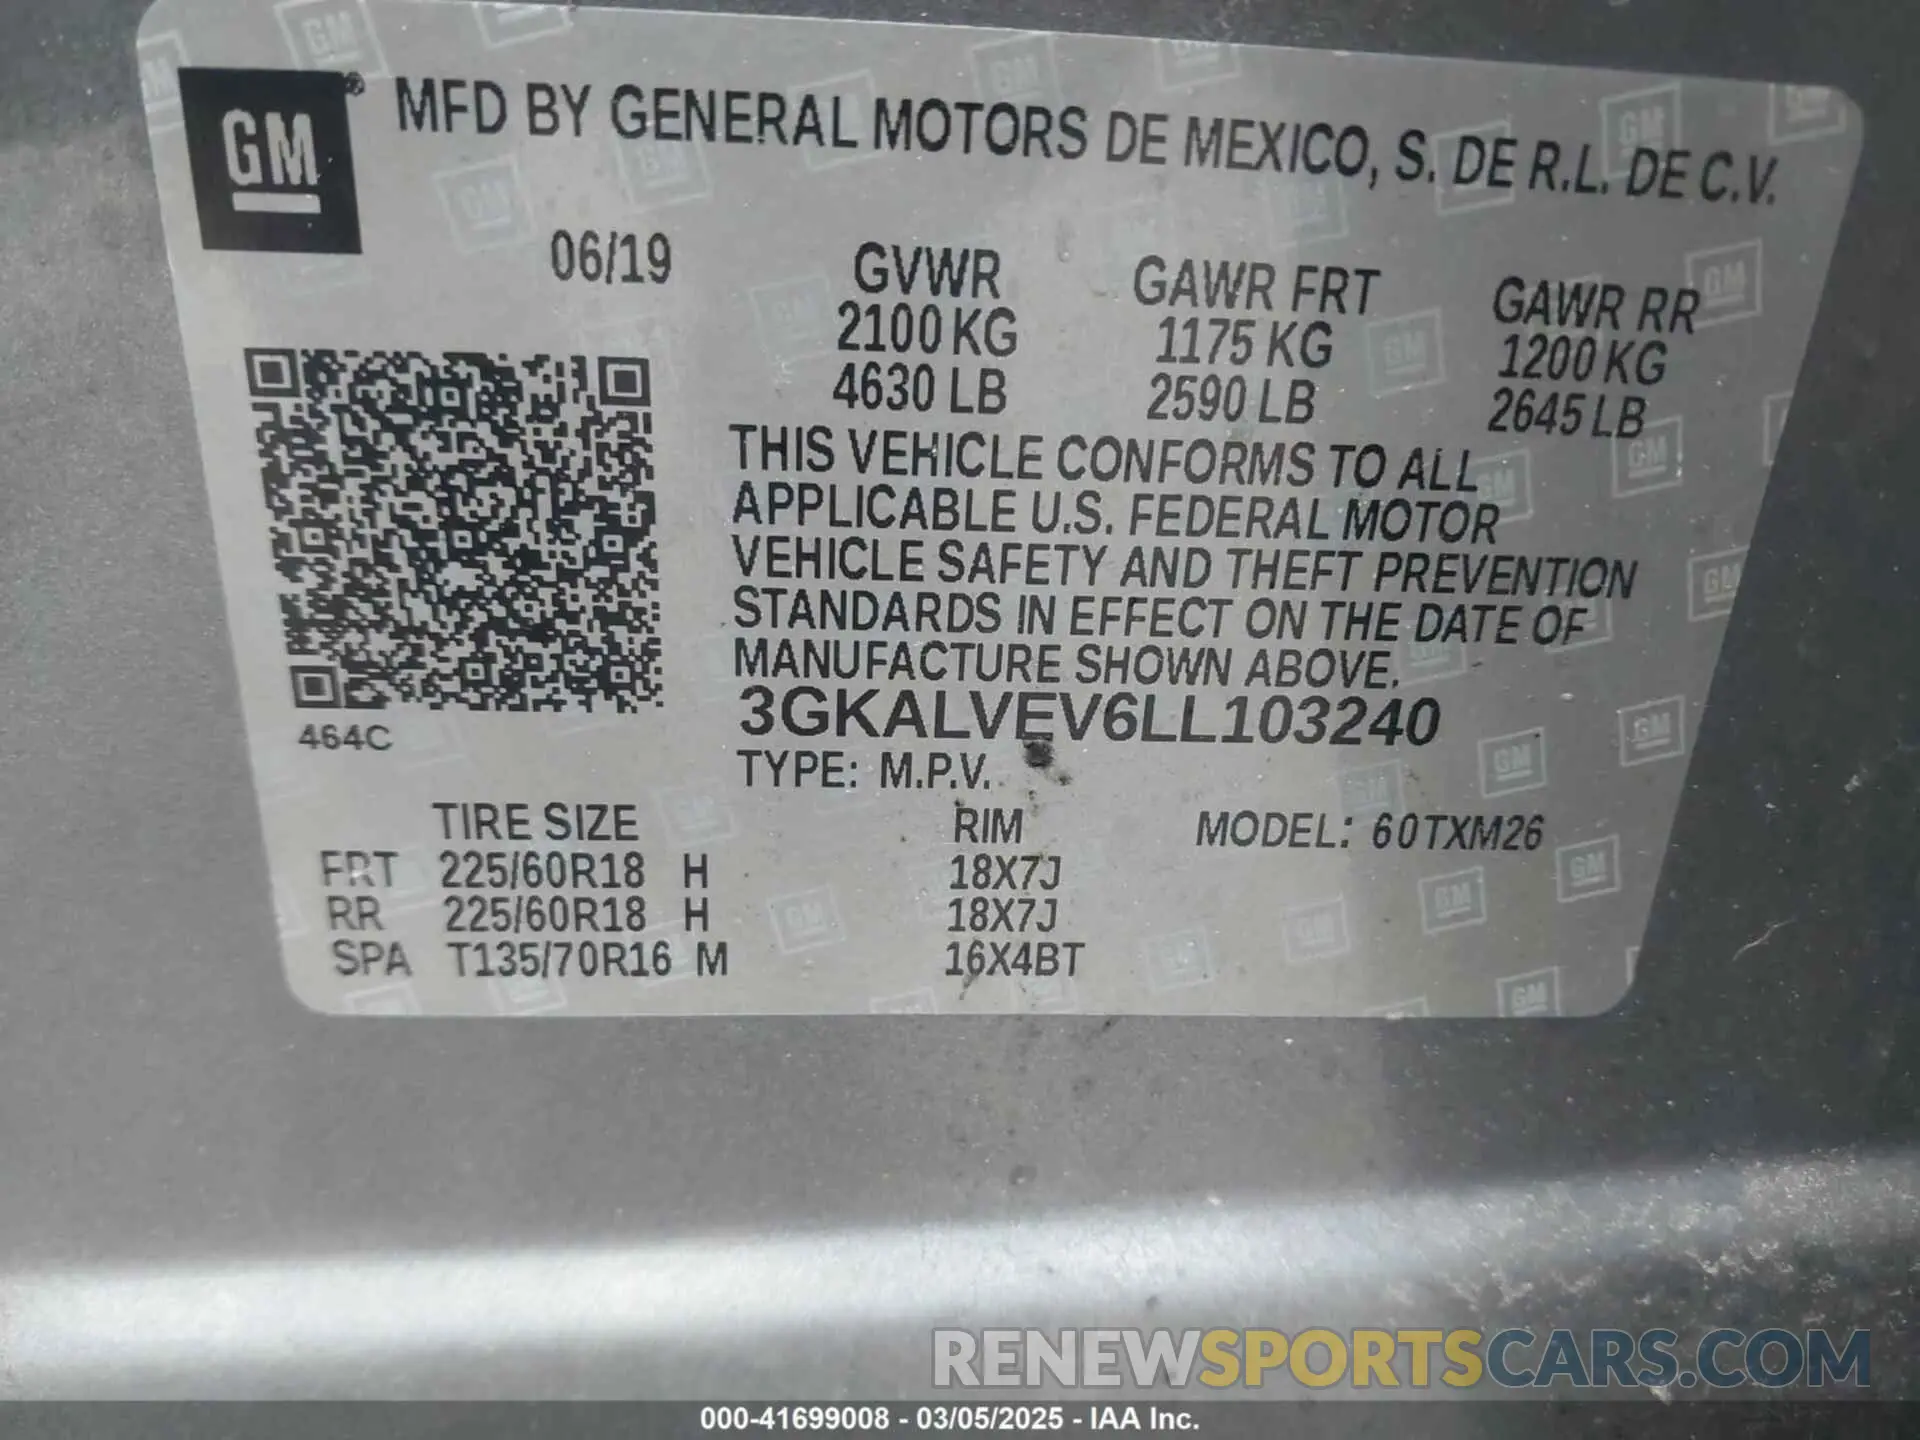 GM ® MFD BY GENERAL MOTORS DE MEXICO, S. DE R.L. DE C.V.
06/19 GVWR GAWR FRT GAWR RR
2100 KG 1175 KG 1200 KG
4630 LB 2590 LB 2645 LB
THIS VEHICLE CONFORMS TO ALL
APPLICABLE U.S. FEDERAL MOTOR
VEHICLE SAFETY AND THEFT PREVENTION
STANDARDS IN EFFECT ON THE DATE OF
MANUFACTURE SHOWN ABOVE.
3GKALVEV6LL103240
464C
TYPE: M.P.V.
TIRE SIZE RIM MODEL: 60TXM26
FRT 225/60R18 H 18X7J
RR 225/60R18 H 18X7J
SPA T135/70R16 M 16X4BT
RENEWSPORTSCARS.COM
000-41699008 - 03/05/2025 - IAA Inc.